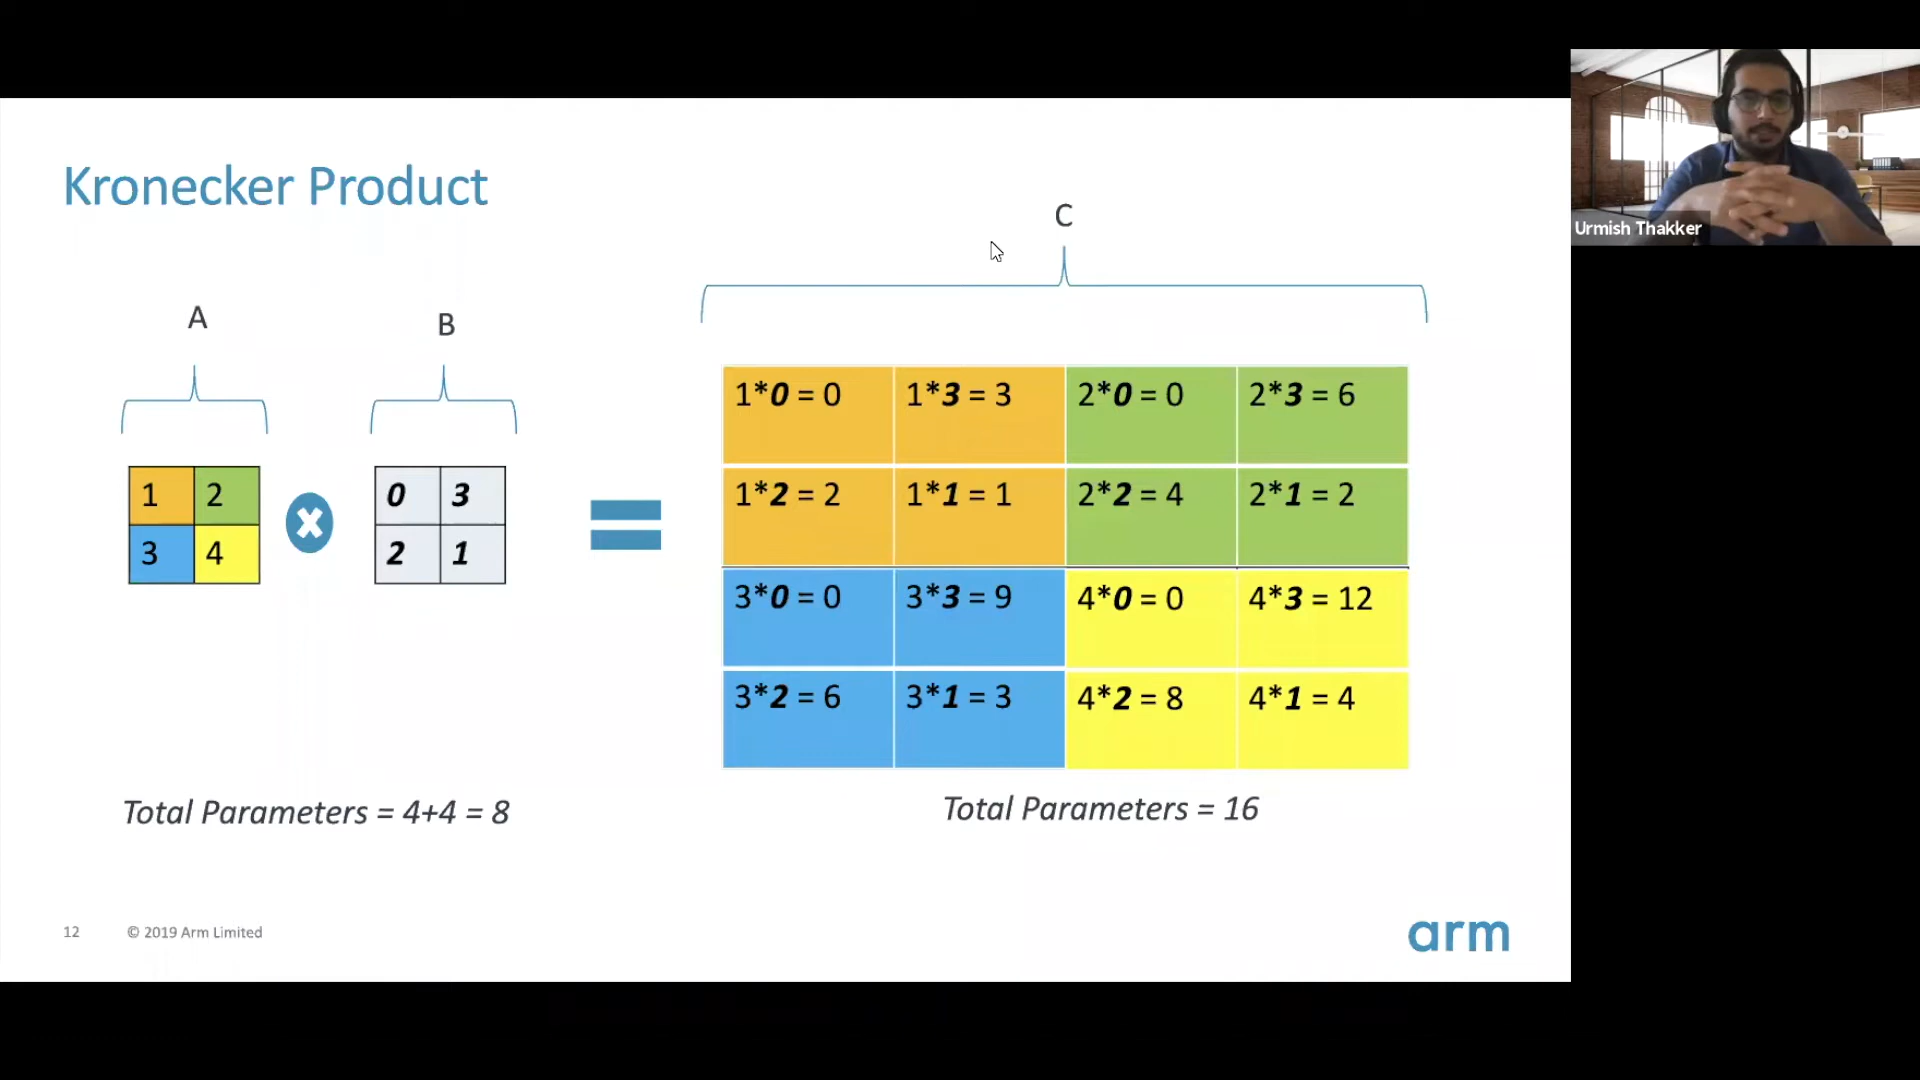 Kronecker Product
Urmish Thakker
C
A
B
1 2
3 4
x
0 3
2 1
1*0 = 0 1*3 = 3 2*0 = 0 2*3 = 6
1*2 = 2 1*1 = 1 2*2 = 4 2*1 = 2
3*0 = 0 3*3 = 9 4*0 = 0 4*3 = 12
3*2 = 6 3*1 = 3 4*2 = 8 4*1 = 4
Total Parameters = 4+4 = 8
Total Parameters = 16
12 © 2019 Arm Limited
arm